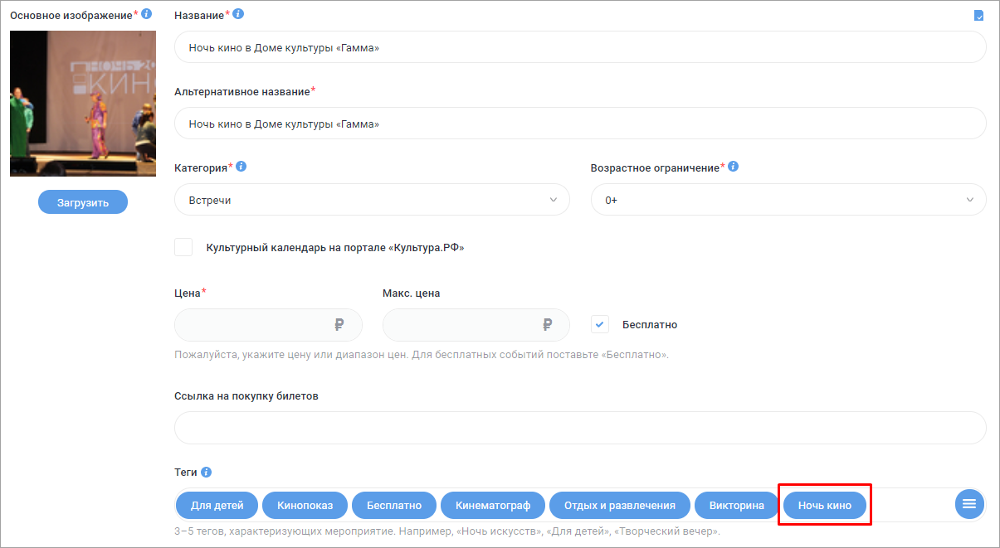 Основное изображение*
Название*
НОЧЬ 20
КИН
Загрузить
Ночь кино в Доме культуры «Гамма»
Альтернативное название*
Ночь кино в Доме культуры «Гамма»
Категория*
Возрастное ограничение*
Встречи
0+
Культурный календарь на портале «Культура.РФ»
Цена*
Макс. цена
₽
₽
Бесплатно
Пожалуйста, укажите цену или диапазон цен. Для бесплатных событий поставьте «Бесплатно».
Ссылка на покупку билетов
Теги
Для детей
Кинопоказ
Бесплатно
Кинематограф
Отдых и развлечения
Викторина
Ночь кино
3–5 тегов, характеризующих мероприятие. Например, «Ночь искусств», «Для детей», «Творческий вечер».